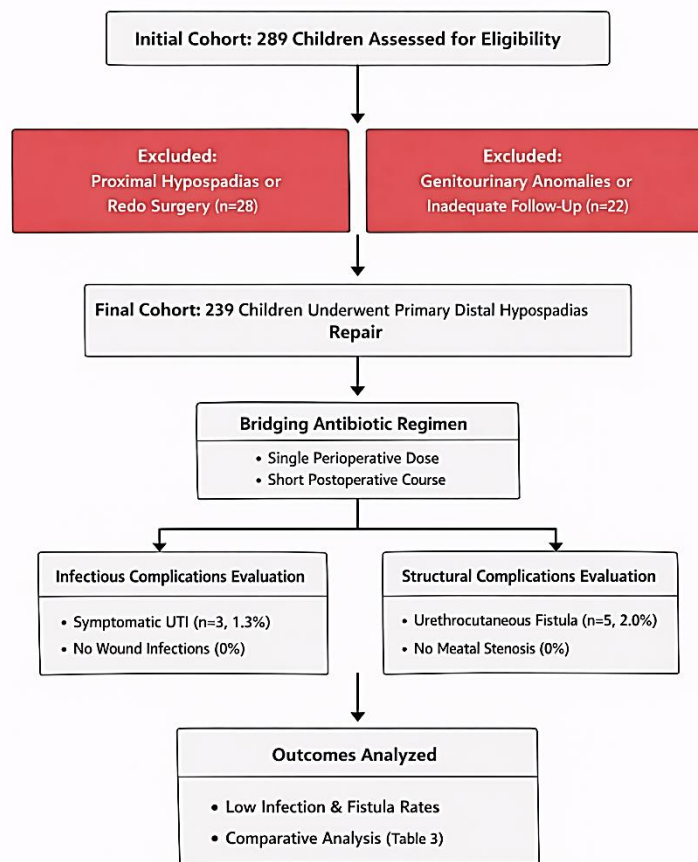 Initial Cohort: 289 Children Assessed for Eligibility
Excluded:
Proximal Hypospadias or
Redo Surgery (n=28)
Excluded:
Genitourinary Anomalies or
Inadequate Follow-Up (n=22)
Final Cohort: 239 Children Underwent Primary Distal Hypospadias
Repair
Bridging Antibiotic Regimen
• Single Perioperative Dose
• Short Postoperative Course
Infectious Complications Evaluation
• Symptomatic UTI (n=3, 1.3%)
• No Wound Infections (0%)
Structural Complications Evaluation
• Urethrocutaneous Fistula (n=5, 2.0%)
• No Meatal Stenosis (0%)
Outcomes Analyzed
• Low Infection & Fistula Rates
• Comparative Analysis (Table 3)